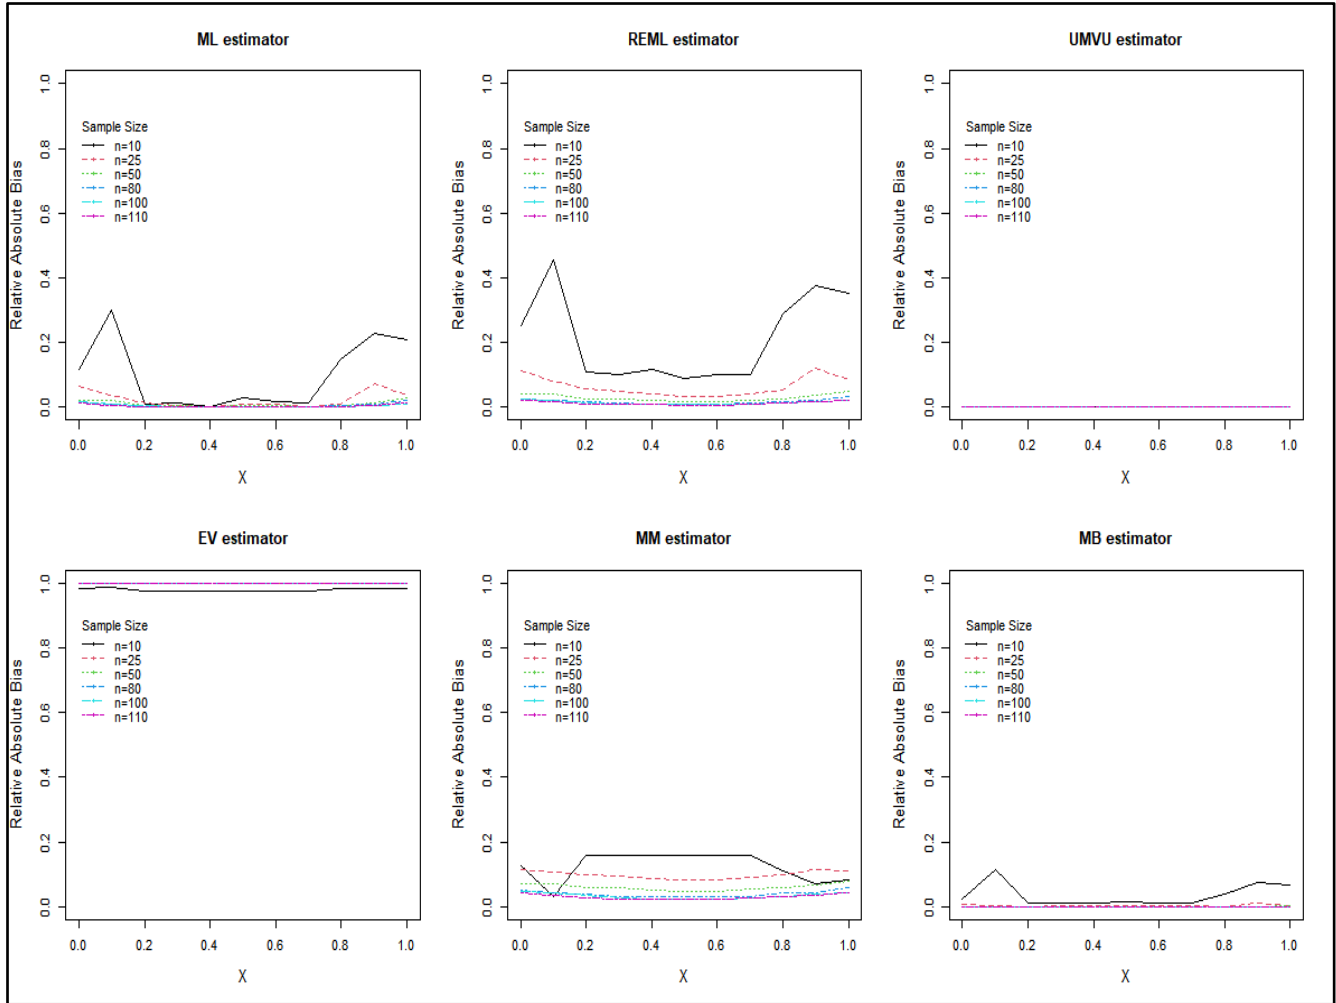 ML estimator
Relative Absolute Bias
1.0
0.8
0.6
0.4
0.2
0.0
Sample Size
n=10
n=25
n=50
n=80
n=100
n=110
0.0 0.2 0.4 0.6 0.8 1.0
X
REML estimator
Relative Absolute Bias
1.0
0.8
0.6
0.4
0.2
0.0
Sample Size
n=10
n=25
n=50
n=80
n=100
n=110
0.0 0.2 0.4 0.6 0.8 1.0
X
UMVU estimator
Relative Absolute Bias
1.0
0.8
0.6
0.4
0.2
0.0
Sample Size
n=10
n=25
n=50
n=80
n=100
n=110
0.0 0.2 0.4 0.6 0.8 1.0
X
EV estimator
Relative Absolute Bias
1.0
0.8
0.6
0.4
0.2
0.0
Sample Size
n=10
n=25
n=50
n=80
n=100
n=110
0.0 0.2 0.4 0.6 0.8 1.0
X
MM estimator
Relative Absolute Bias
1.0
0.8
0.6
0.4
0.2
0.0
Sample Size
n=10
n=25
n=50
n=80
n=100
n=110
0.0 0.2 0.4 0.6 0.8 1.0
X
MB estimator
Relative Absolute Bias
1.0
0.8
0.6
0.4
0.2
0.0
Sample Size
n=10
n=25
n=50
n=80
n=100
n=110
0.0 0.2 0.4 0.6 0.8 1.0
X